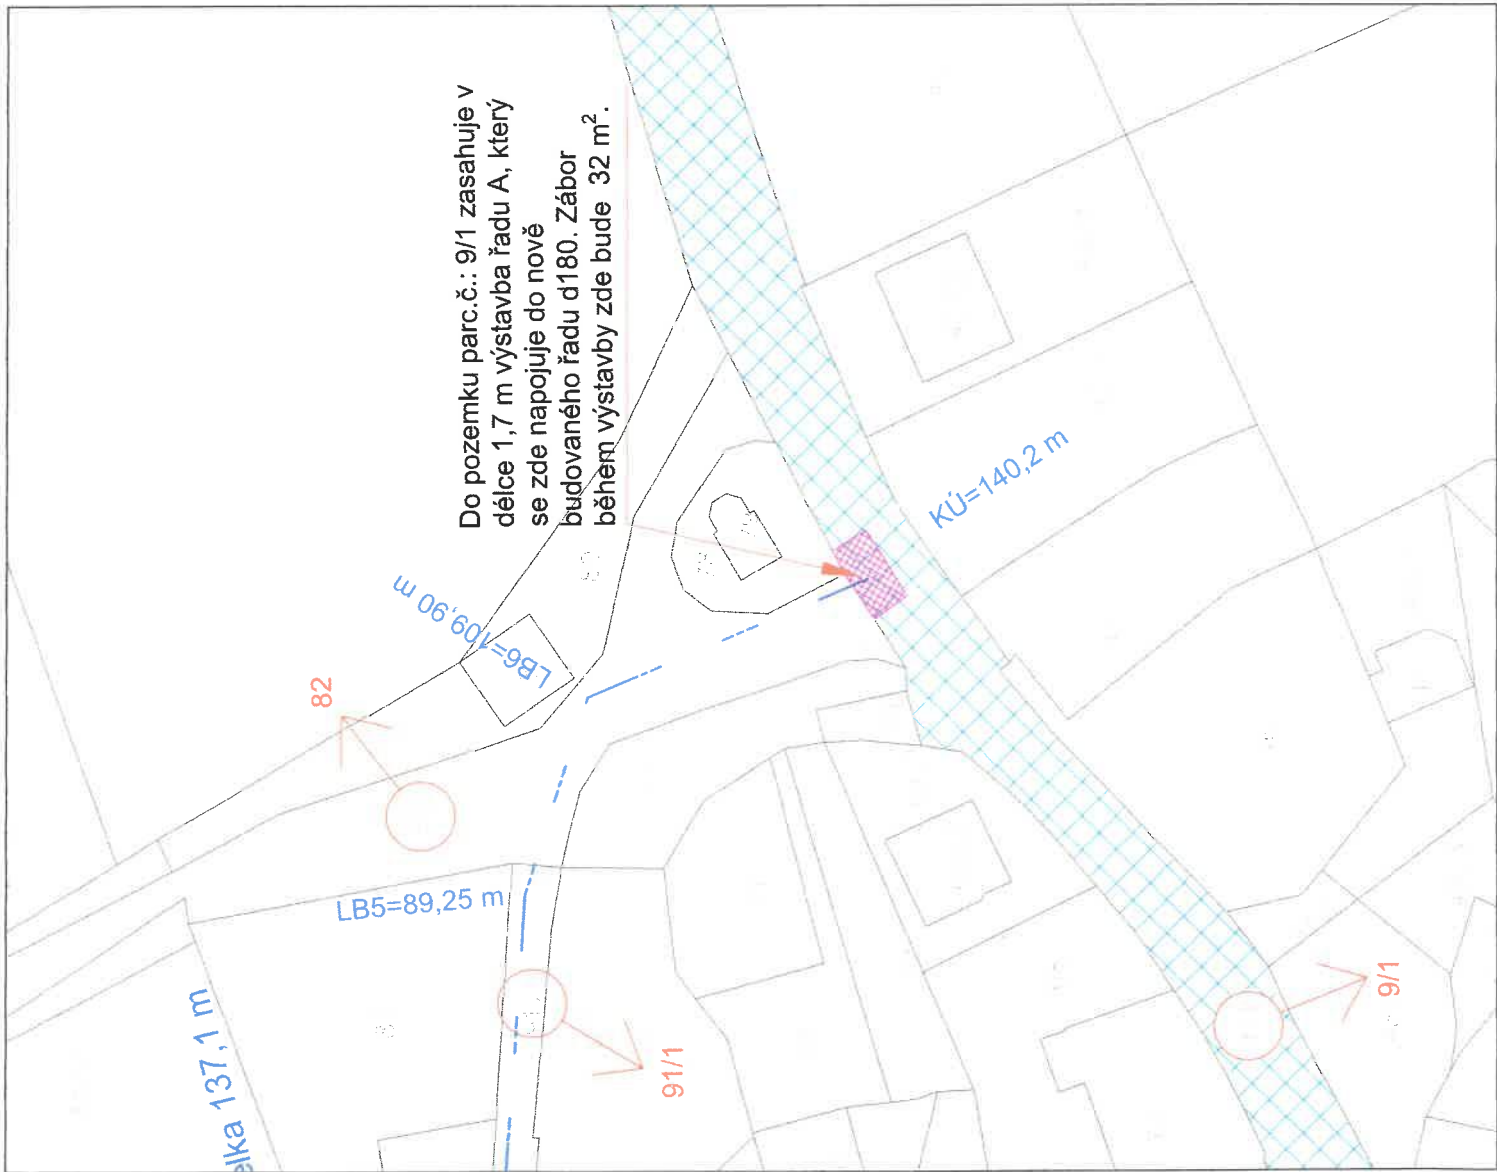 Do pozemku parc.č.: 9/1 zasahuje v
délce 1,7 m výstavba řadu A, který
se zde napojuje do nově
budovaného řadu d180. Zábor
během výstavby zde bude 32 m².
LB6=109,90 m
82
KÚ=140,2 m
LB5=89,25 m
elka 137,1 m
91/1
9/1